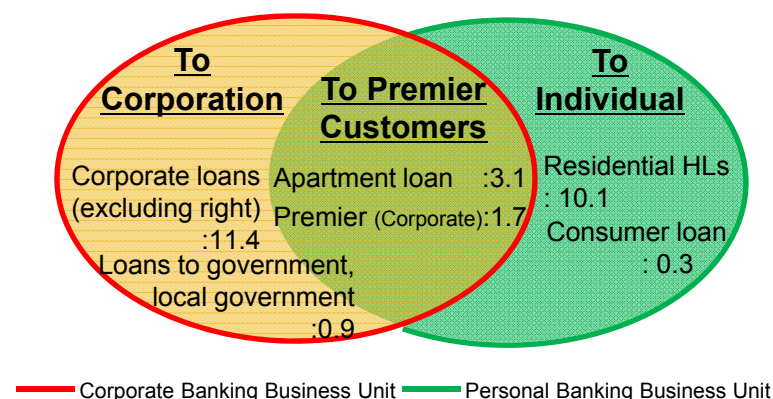 To
Corporation
To Premier
Customers
To
Individual
Corporate loans
(excluding right)
:11.4
Loans to government,
local government
:0.9
Apartment loan :3.1
Premier (Corporate):1.7
Residential HLs
: 10.1
Consumer loan
: 0.3
Corporate Banking Business Unit
Personal Banking Business Unit